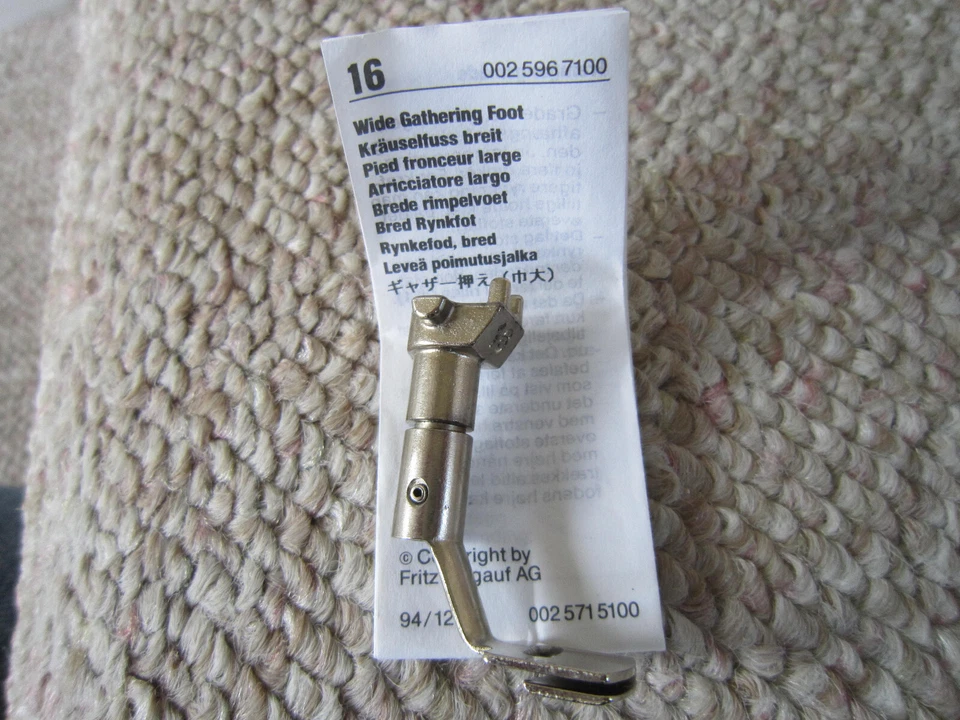 16 002 596 7100
Wide Gathering Foot
Kräuselfuss breit
Pied fronceur large
Arricciatore largo
Brede rimpelvoet
Bred Rynkfot
Rynkefod, bred
Leveä poimutusjalka
ギャザー押え(巾大)
© by
Fritz AG
94/12 002 571 5100